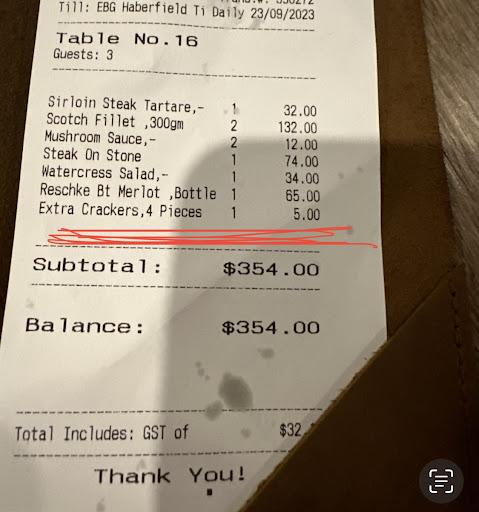 Till: EBG Haberfield Ti Daily 23/09/2023
Table No.16
Guests: 3
Sirloin Steak Tartare,- 1 32.00
Scotch Fillet ,300gm 2 132.00
Mushroom Sauce,- 2 12.00
Steak On Stone 1 74.00
Watercress Salad,- 1 34.00
Reschke Bt Merlot ,Bottle 1 65.00
Extra Crackers,4 Pieces 1 5.00
Subtotal: $354.00
Balance: $354.00
Total Includes: GST of $32.
Thank You!